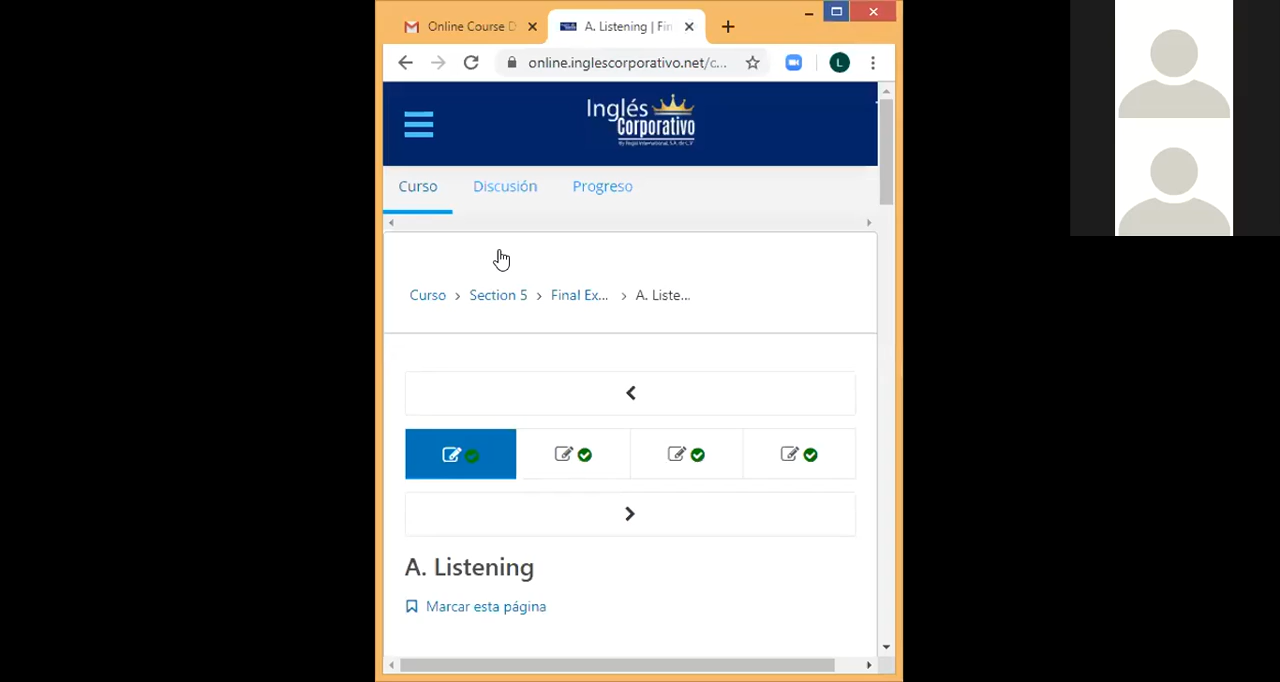 Online Course D
A. Listening | Fin
online.inglescorporativo.net/c...
L
Inglés
Corporativo
Curso
Discusión
Progreso
Curso > Section 5 > Final Ex... > A. Liste...
A. Listening
Marcar esta página